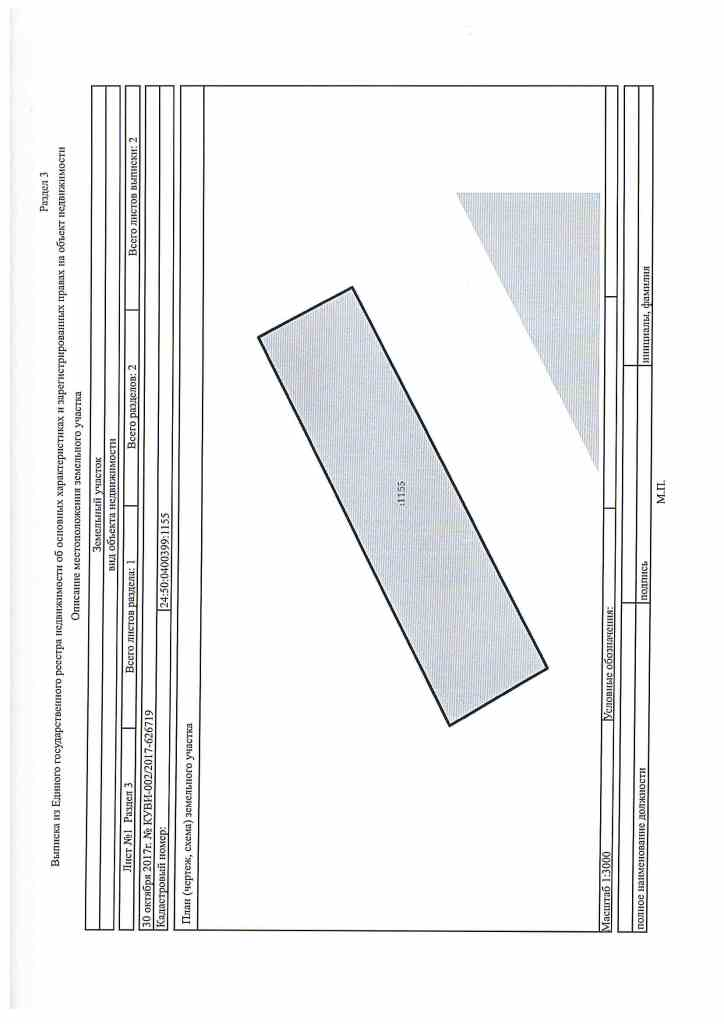 Раздел 3
Выписка из Единого государственного реестра недвижимости об основных характеристиках и зарегистрированных правах на объект недвижимости
Описание местоположения земельного участка
Земельный участок
вид объекта недвижимости
Лист №1 Раздел 3 Всего листов раздела: 1 Всего разделов: 2 Всего листов выписки: 2
30 октября 2017г. № КУВИ-002/2017-626719
Кадастровый номер: 24:50:0400399:1155
План (чертеж, схема) земельного участка
:1155
Масштаб 1:3000 Условные обозначения:
полное наименование должности подпись инициалы, фамилия
М.П.